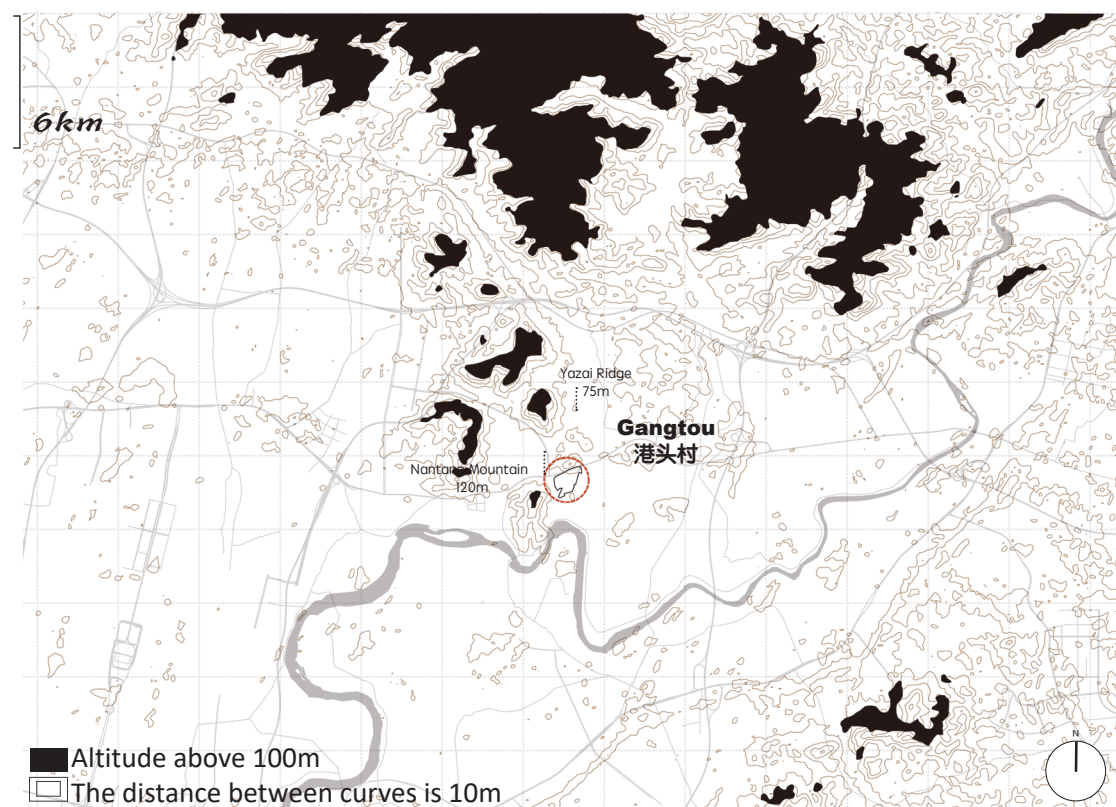 6km
Yazai Ridge
75m
Gangtou
港头村
Nantang Mountain
120m
N
Altitude above 100m
The distance between curves is 10m